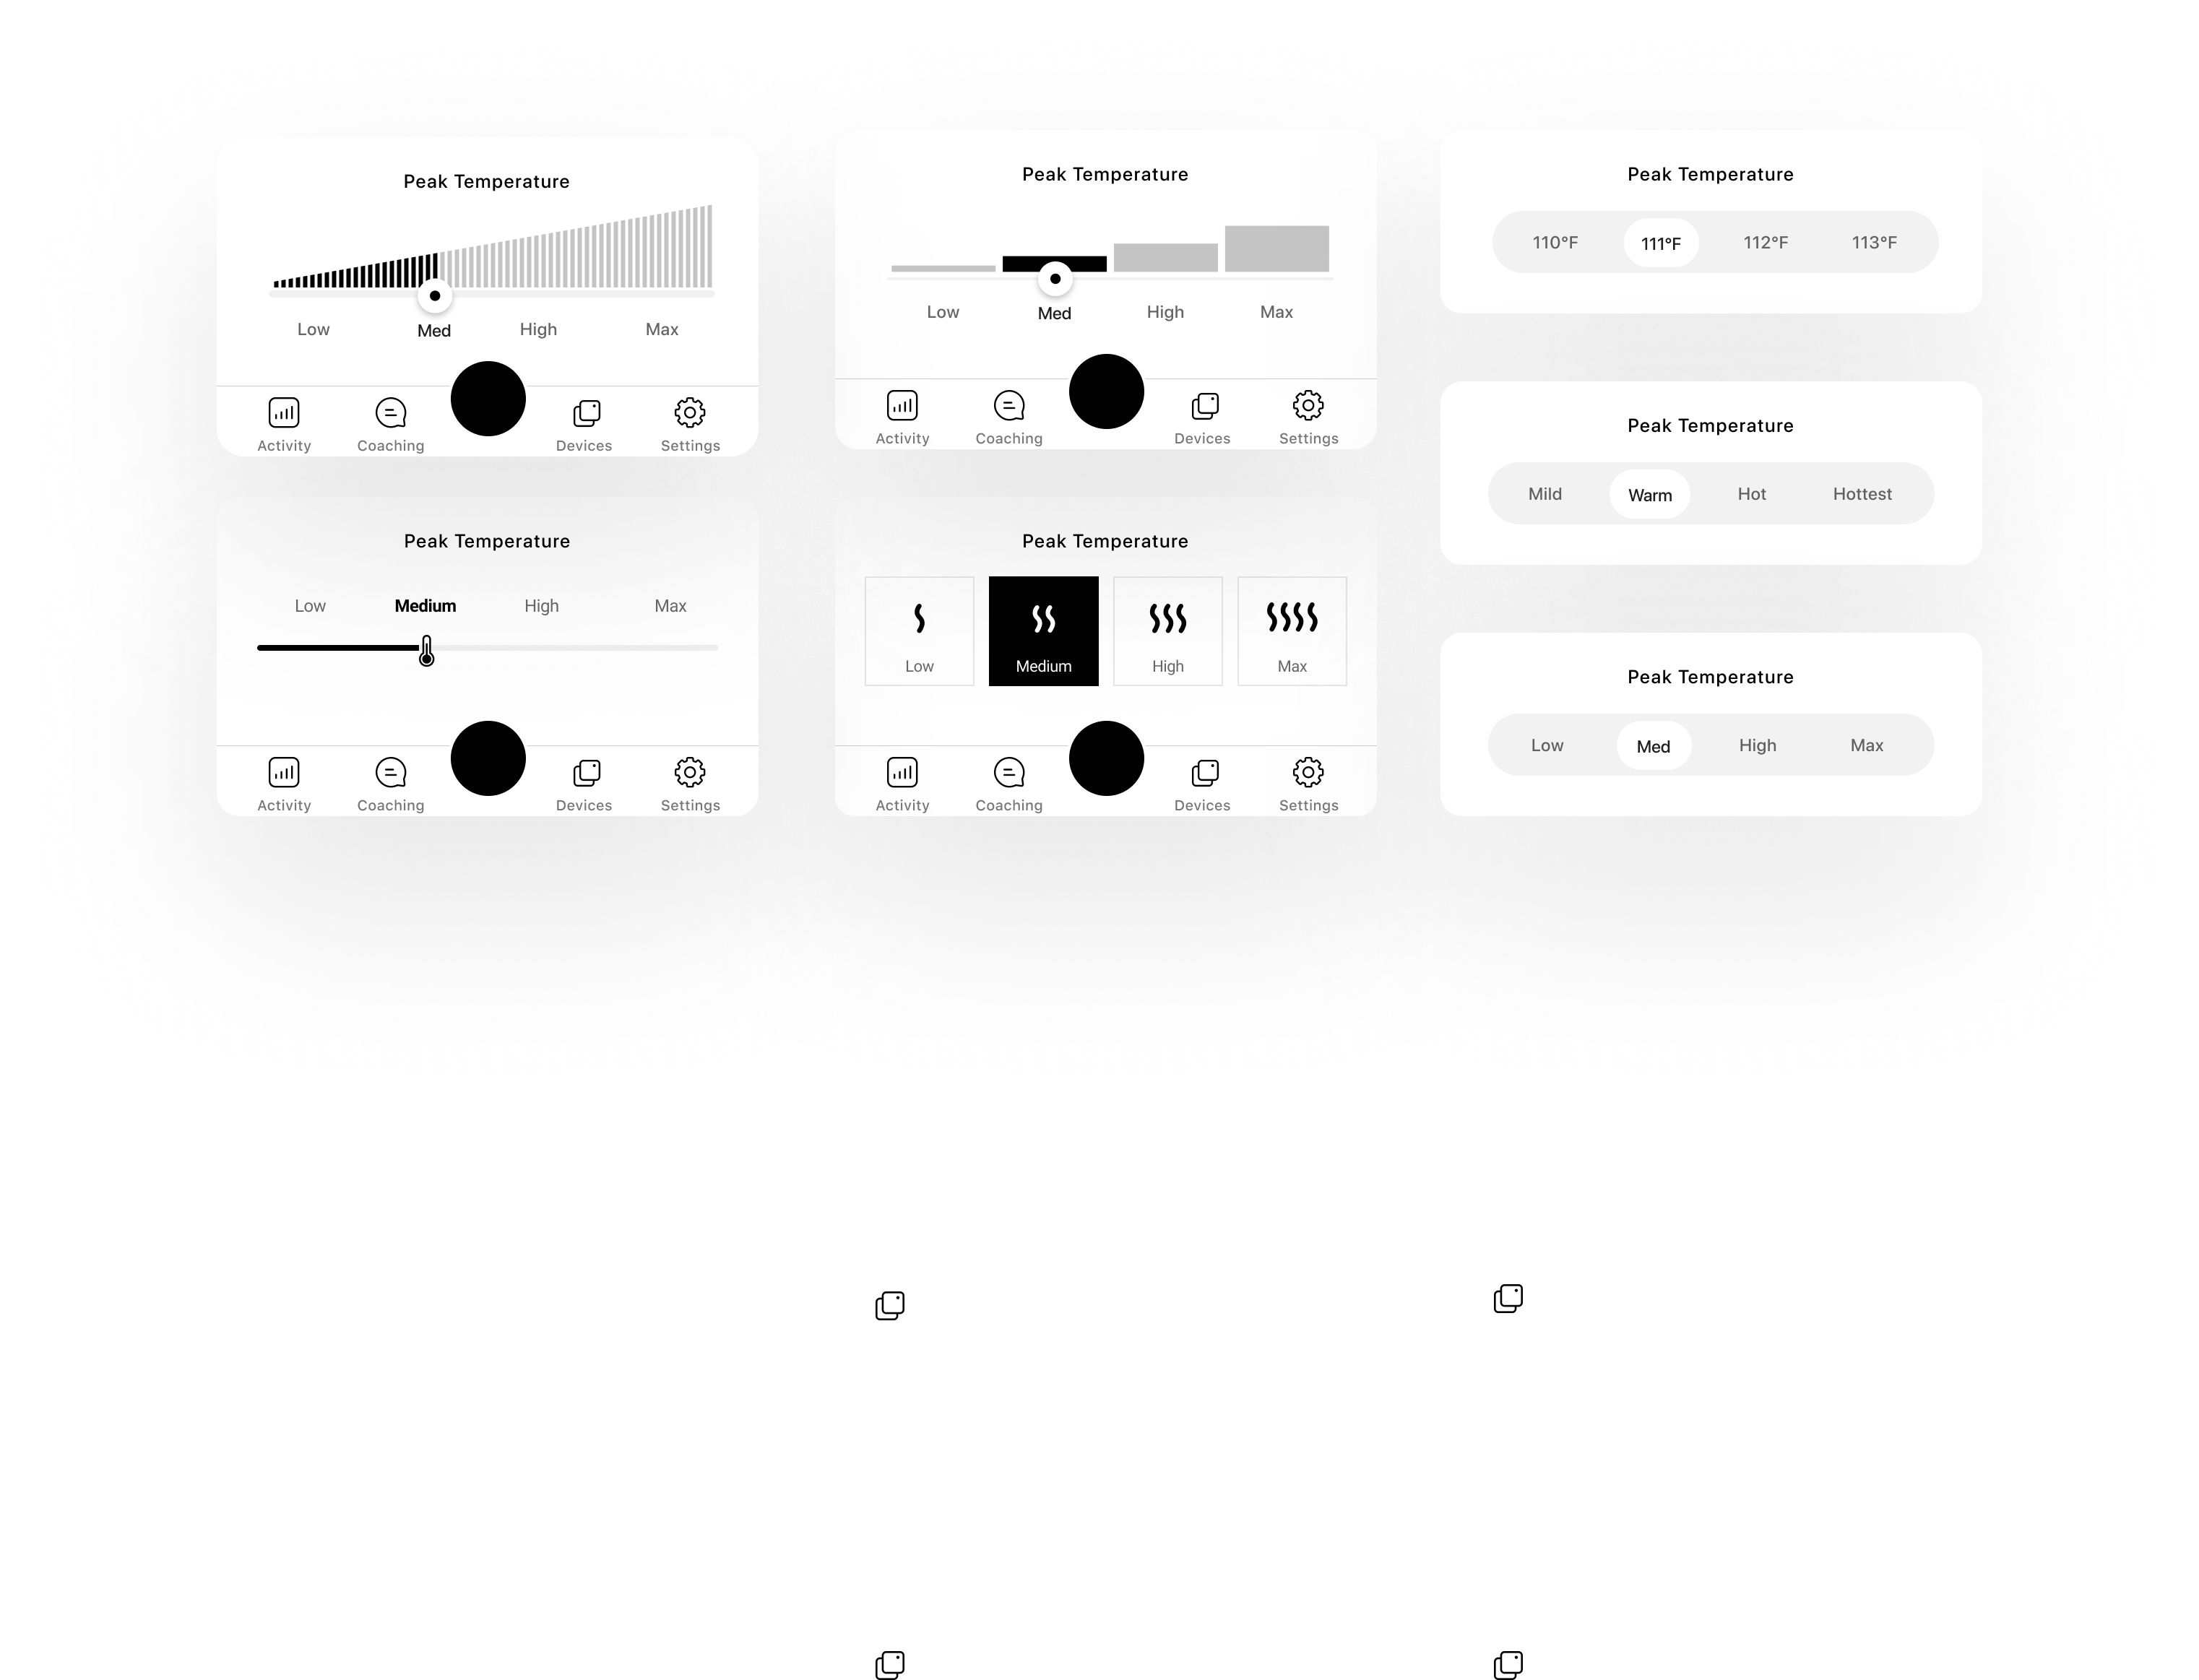 Peak Temperature
Low Med High Max
Activity Coaching Devices Settings
Peak Temperature
Low Medium High Max
Activity Coaching Devices Settings
Peak Temperature
Low Med High Max
Activity Coaching Devices Settings
Peak Temperature
Low Medium High Max
Activity Coaching Devices Settings
Peak Temperature
110°F 111°F 112°F 113°F
Peak Temperature
Mild Warm Hot Hottest
Peak Temperature
Low Med High Max